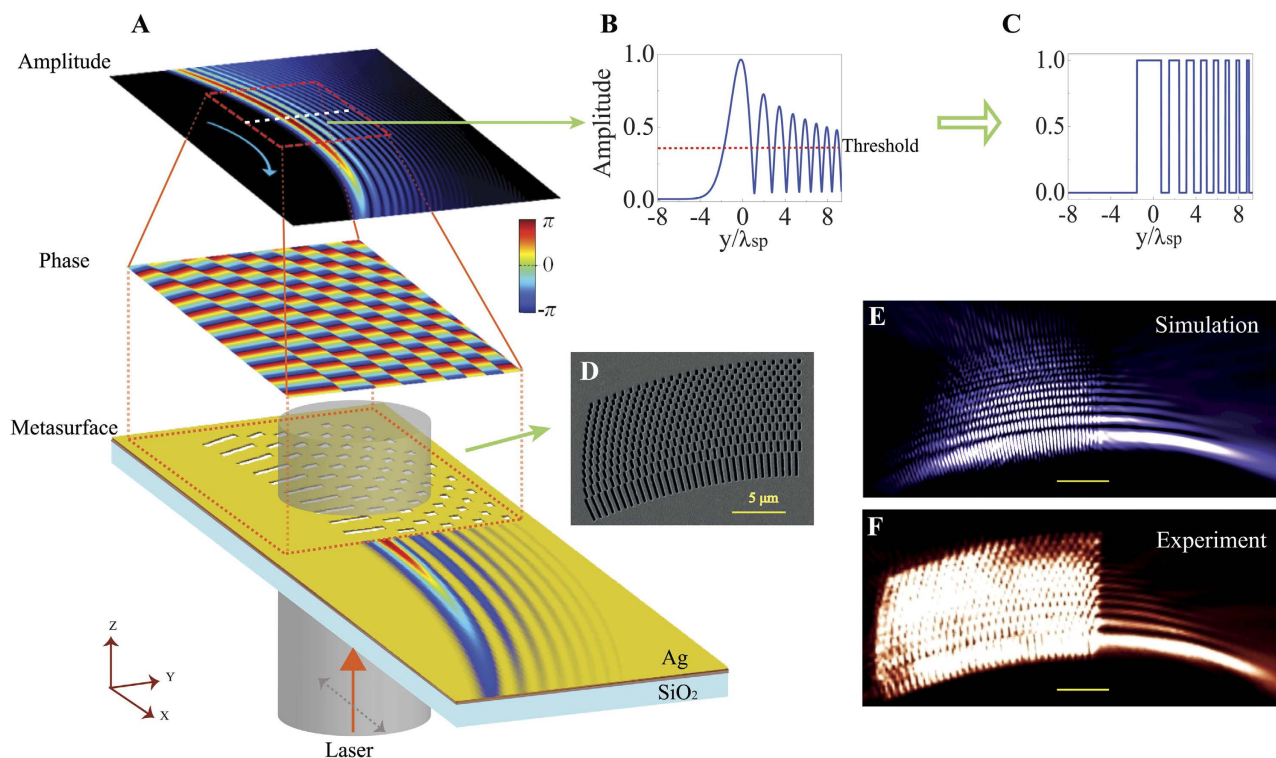 A
Amplitude
Phase
π
0
-π
Metasurface
Ag
SiO₂
Laser
Z
Y
X
B
Amplitude
1.0
0.5
0.0
Threshold
-8 -4 0 4 8
y/λsp
C
1.0
0.5
0.0
-8 -4 0 4 8
y/λsp
D
5 μm
E
Simulation
F
Experiment